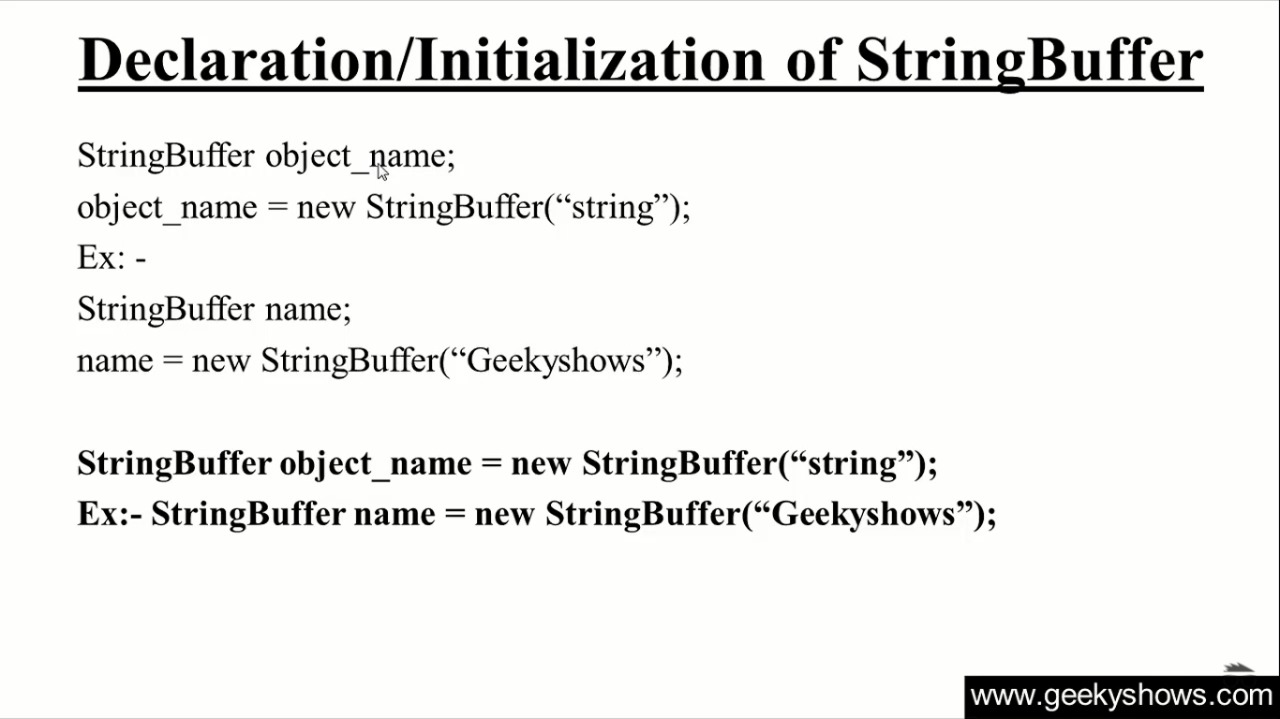 Declaration/Initialization of StringBuffer
StringBuffer object_name;
object_name = new StringBuffer(“string”);
Ex: -
StringBuffer name;
name = new StringBuffer(“Geekyshows”);
StringBuffer object_name = new StringBuffer(“string”);
Ex:- StringBuffer name = new StringBuffer(“Geekyshows”);
www.geekyshows.com